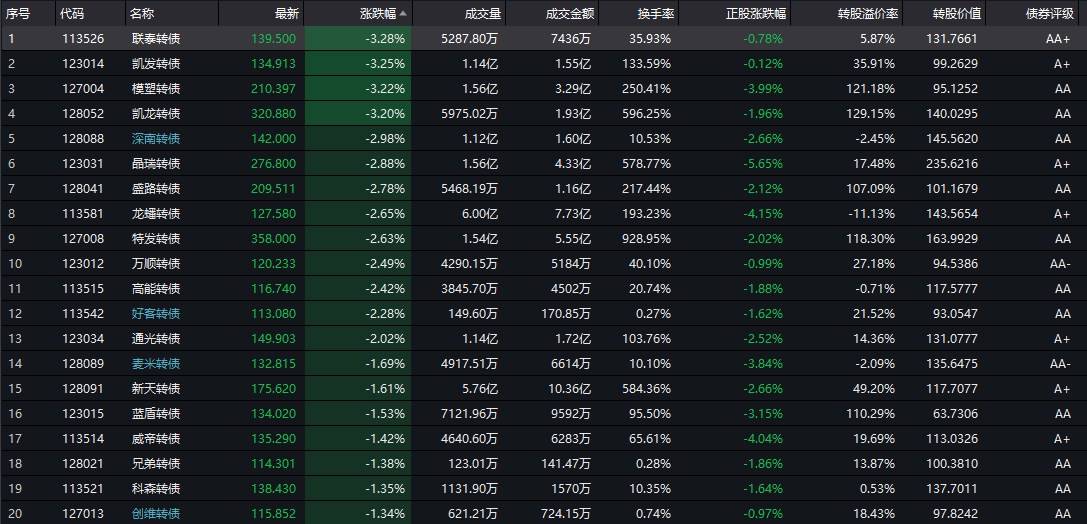 序号 代码 名称 最新 涨跌幅 成交量 成交金额 换手率 正股涨跌幅 转股溢价率 转股价值 债券评级
1 113526 联泰转债 139.500 -3.28% 5287.80万 7436万 35.93% -0.78% 5.87% 131.7661 AA+
2 123014 凯发转债 134.913 -3.25% 1.14亿 1.55亿 133.59% -0.12% 35.91% 99.2629 A+
3 127004 模塑转债 210.397 -3.22% 1.56亿 3.29亿 250.41% -3.99% 121.18% 95.1252 AA
4 128052 凯龙转债 320.880 -3.20% 5975.02万 1.93亿 596.25% -1.96% 129.15% 140.0295 AA
5 128088 深南转债 142.000 -2.98% 1.12亿 1.60亿 10.53% -2.66% -2.45% 145.5620 AA
6 123031 晶瑞转债 276.800 -2.88% 1.56亿 4.33亿 578.77% -5.65% 17.48% 235.6216 A+
7 128041 盛路转债 209.511 -2.78% 5468.19万 1.16亿 217.44% -2.12% 107.09% 101.1679 AA
8 113581 龙蟠转债 127.580 -2.65% 6.00亿 7.73亿 193.23% -4.15% -11.13% 143.5654 A+
9 127008 特发转债 358.000 -2.63% 1.54亿 5.55亿 928.95% -2.02% 118.30% 163.9929 AA
10 123012 万顺转债 120.233 -2.49% 4290.15万 5184万 40.10% -0.99% 27.18% 94.5386 AA-
11 113515 高能转债 116.740 -2.42% 3845.70万 4502万 20.74% -1.88% -0.71% 117.5777 AA
12 113542 好客转债 113.080 -2.28% 149.60万 170.85万 0.27% -1.62% 21.52% 93.0547 AA
13 123034 通光转债 149.903 -2.02% 1.14亿 1.72亿 103.76% -2.52% 14.36% 131.0777 A+
14 128089 麦米转债 132.815 -1.69% 4917.51万 6614万 10.10% -3.84% -2.09% 135.6475 AA-
15 128091 新天转债 175.620 -1.61% 5.76亿 10.36亿 584.36% -2.66% 49.20% 117.7077 A+
16 123015 蓝盾转债 134.020 -1.53% 7121.96万 9592万 95.50% -3.15% 110.29% 63.7306 AA
17 113514 威帝转债 135.290 -1.42% 4640.60万 6283万 65.61% -4.04% 19.69% 113.0326 A+
18 128021 兄弟转债 114.301 -1.38% 123.01万 141.47万 0.28% -1.86% 13.87% 100.3810 AA
19 113521 科森转债 138.430 -1.35% 1131.90万 1570万 10.35% -1.64% 0.53% 137.7011 AA
20 127013 创维转债 115.852 -1.34% 621.21万 724.15万 0.74% -0.97% 18.43% 97.8242 AA